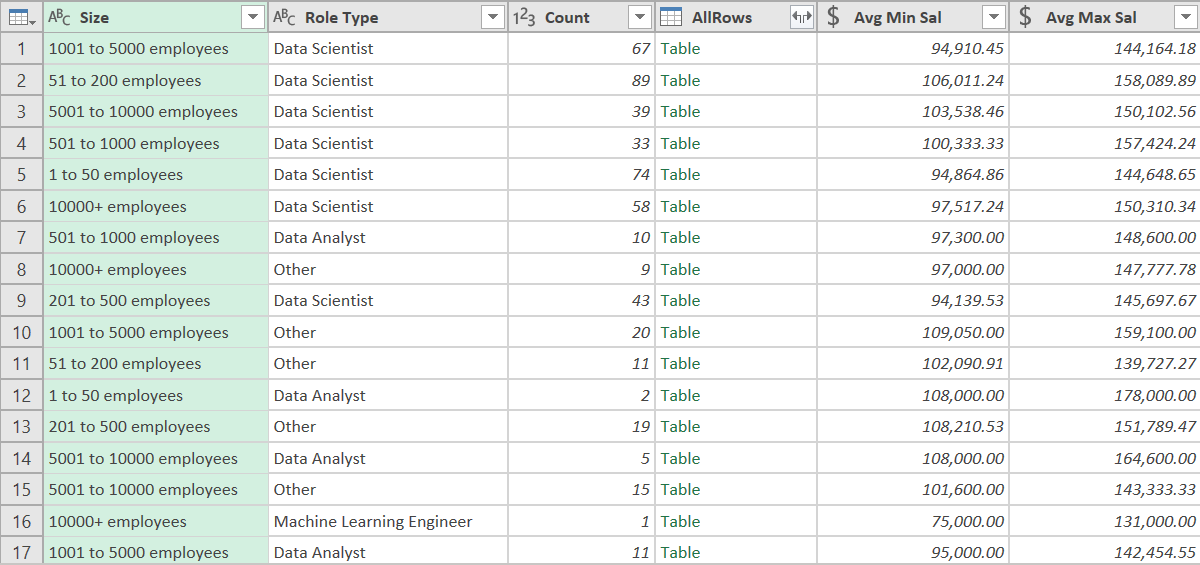 ABC Size ABC Role Type 123 Count AllRows $ Avg Min Sal $ Avg Max Sal
1 1001 to 5000 employees Data Scientist 67 Table 94,910.45 144,164.18
2 51 to 200 employees Data Scientist 89 Table 106,011.24 158,089.89
3 5001 to 10000 employees Data Scientist 39 Table 103,538.46 150,102.56
4 501 to 1000 employees Data Scientist 33 Table 100,333.33 157,424.24
5 1 to 50 employees Data Scientist 74 Table 94,864.86 144,648.65
6 10000+ employees Data Scientist 58 Table 97,517.24 150,310.34
7 501 to 1000 employees Data Analyst 10 Table 97,300.00 148,600.00
8 10000+ employees Other 9 Table 97,000.00 147,777.78
9 201 to 500 employees Data Scientist 43 Table 94,139.53 145,697.67
10 1001 to 5000 employees Other 20 Table 109,050.00 159,100.00
11 51 to 200 employees Other 11 Table 102,090.91 139,727.27
12 1 to 50 employees Data Analyst 2 Table 108,000.00 178,000.00
13 201 to 500 employees Other 19 Table 108,210.53 151,789.47
14 5001 to 10000 employees Data Analyst 5 Table 108,000.00 164,600.00
15 5001 to 10000 employees Other 15 Table 101,600.00 143,333.33
16 10000+ employees Machine Learning Engineer 1 Table 75,000.00 131,000.00
17 1001 to 5000 employees Data Analyst 11 Table 95,000.00 142,454.55